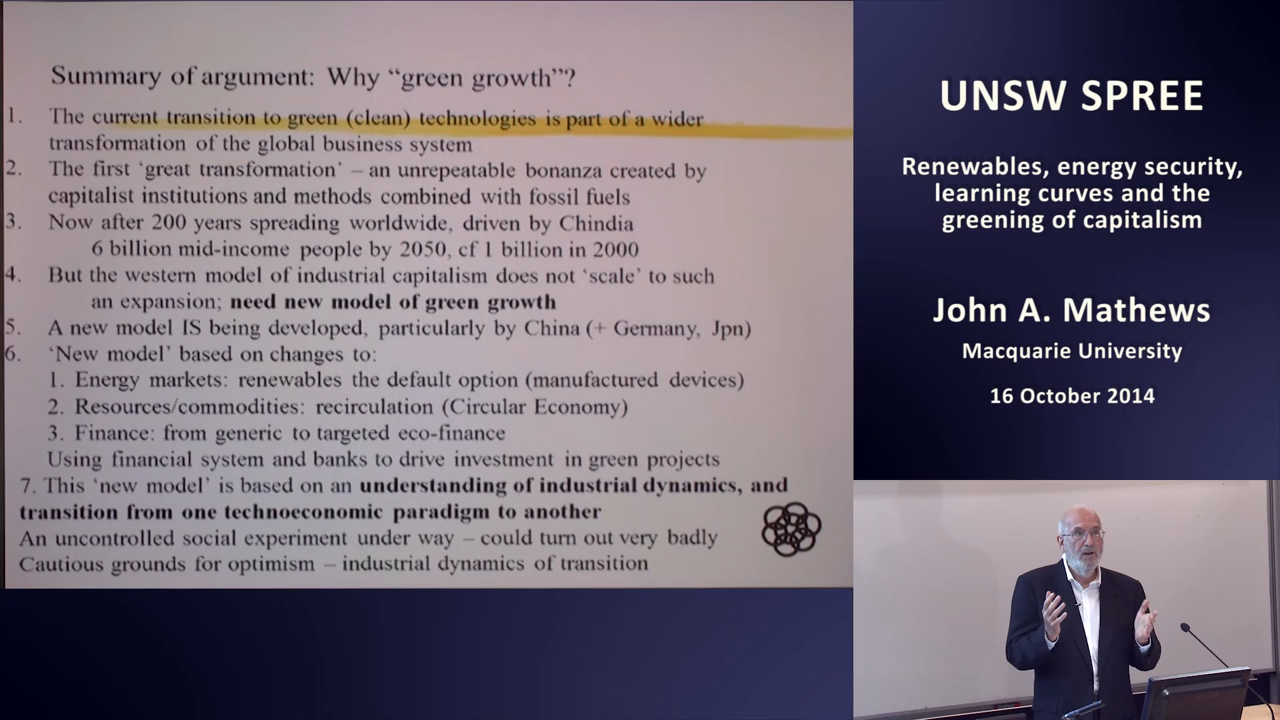 Summary of argument: Why “green growth”?
1. The current transition to green (clean) technologies is part of a wider
transformation of the global business system
2. The first ‘great transformation’ – an unrepeatable bonanza created by
capitalist institutions and methods combined with fossil fuels
3. Now after 200 years spreading worldwide, driven by Chindia
6 billion mid-income people by 2050, cf 1 billion in 2000
4. But the western model of industrial capitalism does not ‘scale’ to such
an expansion; need new model of green growth
5. A new model IS being developed, particularly by China (+ Germany, Jpn)
6. ‘New model’ based on changes to:
1. Energy markets: renewables the default option (manufactured devices)
2. Resources/commodities: recirculation (Circular Economy)
3. Finance: from generic to targeted eco-finance
Using financial system and banks to drive investment in green projects
7. This ‘new model’ is based on an understanding of industrial dynamics, and
transition from one technoeconomic paradigm to another
An uncontrolled social experiment under way – could turn out very badly
Cautious grounds for optimism – industrial dynamics of transition
UNSW SPREE
Renewables, energy security,
learning curves and the
greening of capitalism
John A. Mathews
Macquarie University
16 October 2014